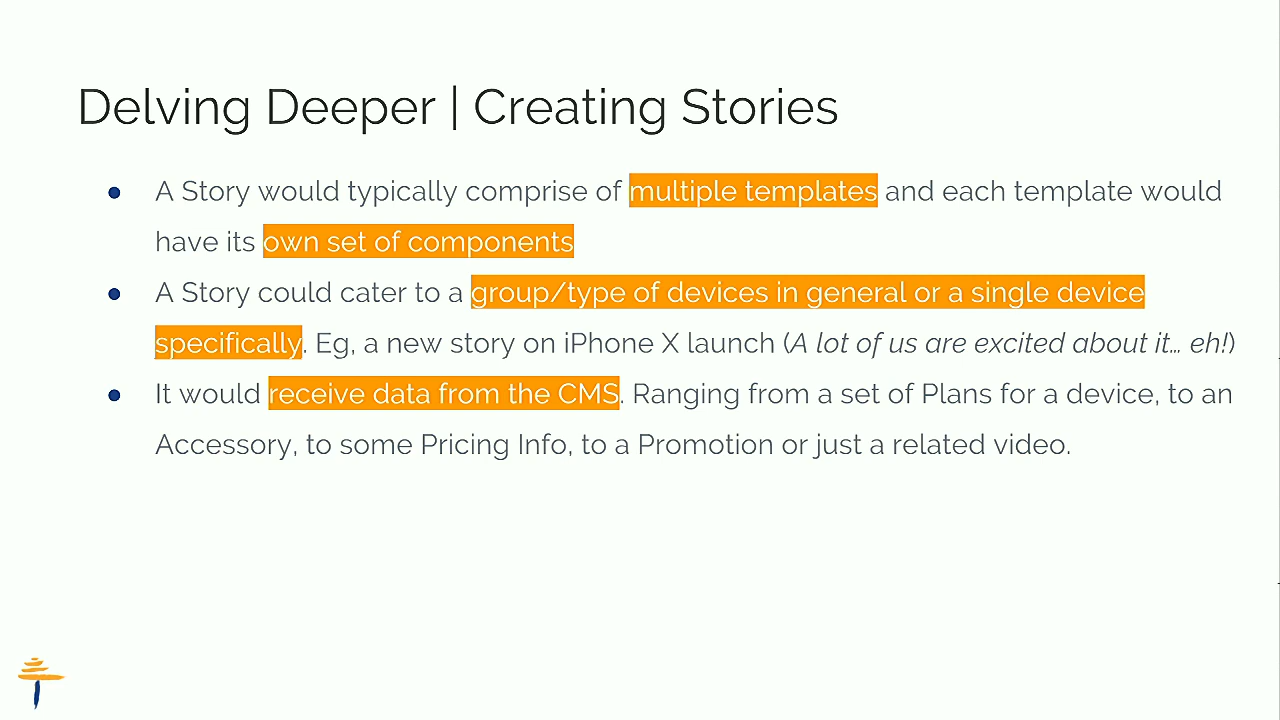 Delving Deeper | Creating Stories
A Story would typically comprise of multiple templates and each template would
have its own set of components
A Story could cater to a group/type of devices in general or a single device
specifically. Eg, a new story on iPhone X launch (A lot of us are excited about it… eh!)
It would receive data from the CMS. Ranging from a set of Plans for a device, to an
Accessory, to some Pricing Info, to a Promotion or just a related video.